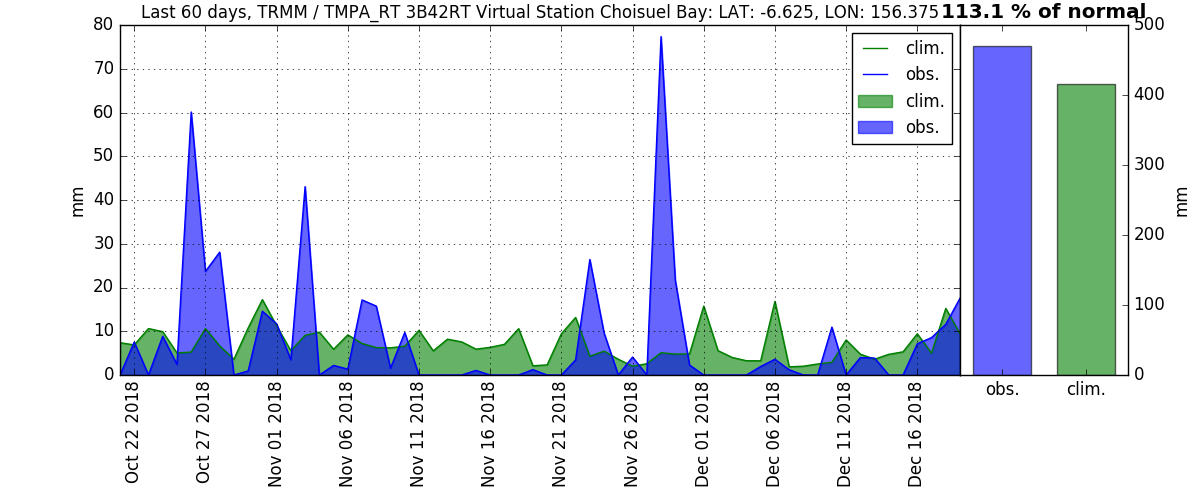 Last 60 days, TRMM / TMPA_RT 3B42RT Virtual Station Choisuel Bay: LAT: -6.625, LON: 156.375 113.1 % of normal
80
70
60
50
40
30
20
10
0
mm
clim.
obs.
clim.
obs.
500
400
300
200
100
0
mm
Oct 22 2018
Oct 27 2018
Nov 01 2018
Nov 06 2018
Nov 11 2018
Nov 16 2018
Nov 21 2018
Nov 26 2018
Dec 01 2018
Dec 06 2018
Dec 11 2018
Dec 16 2018
obs.
clim.